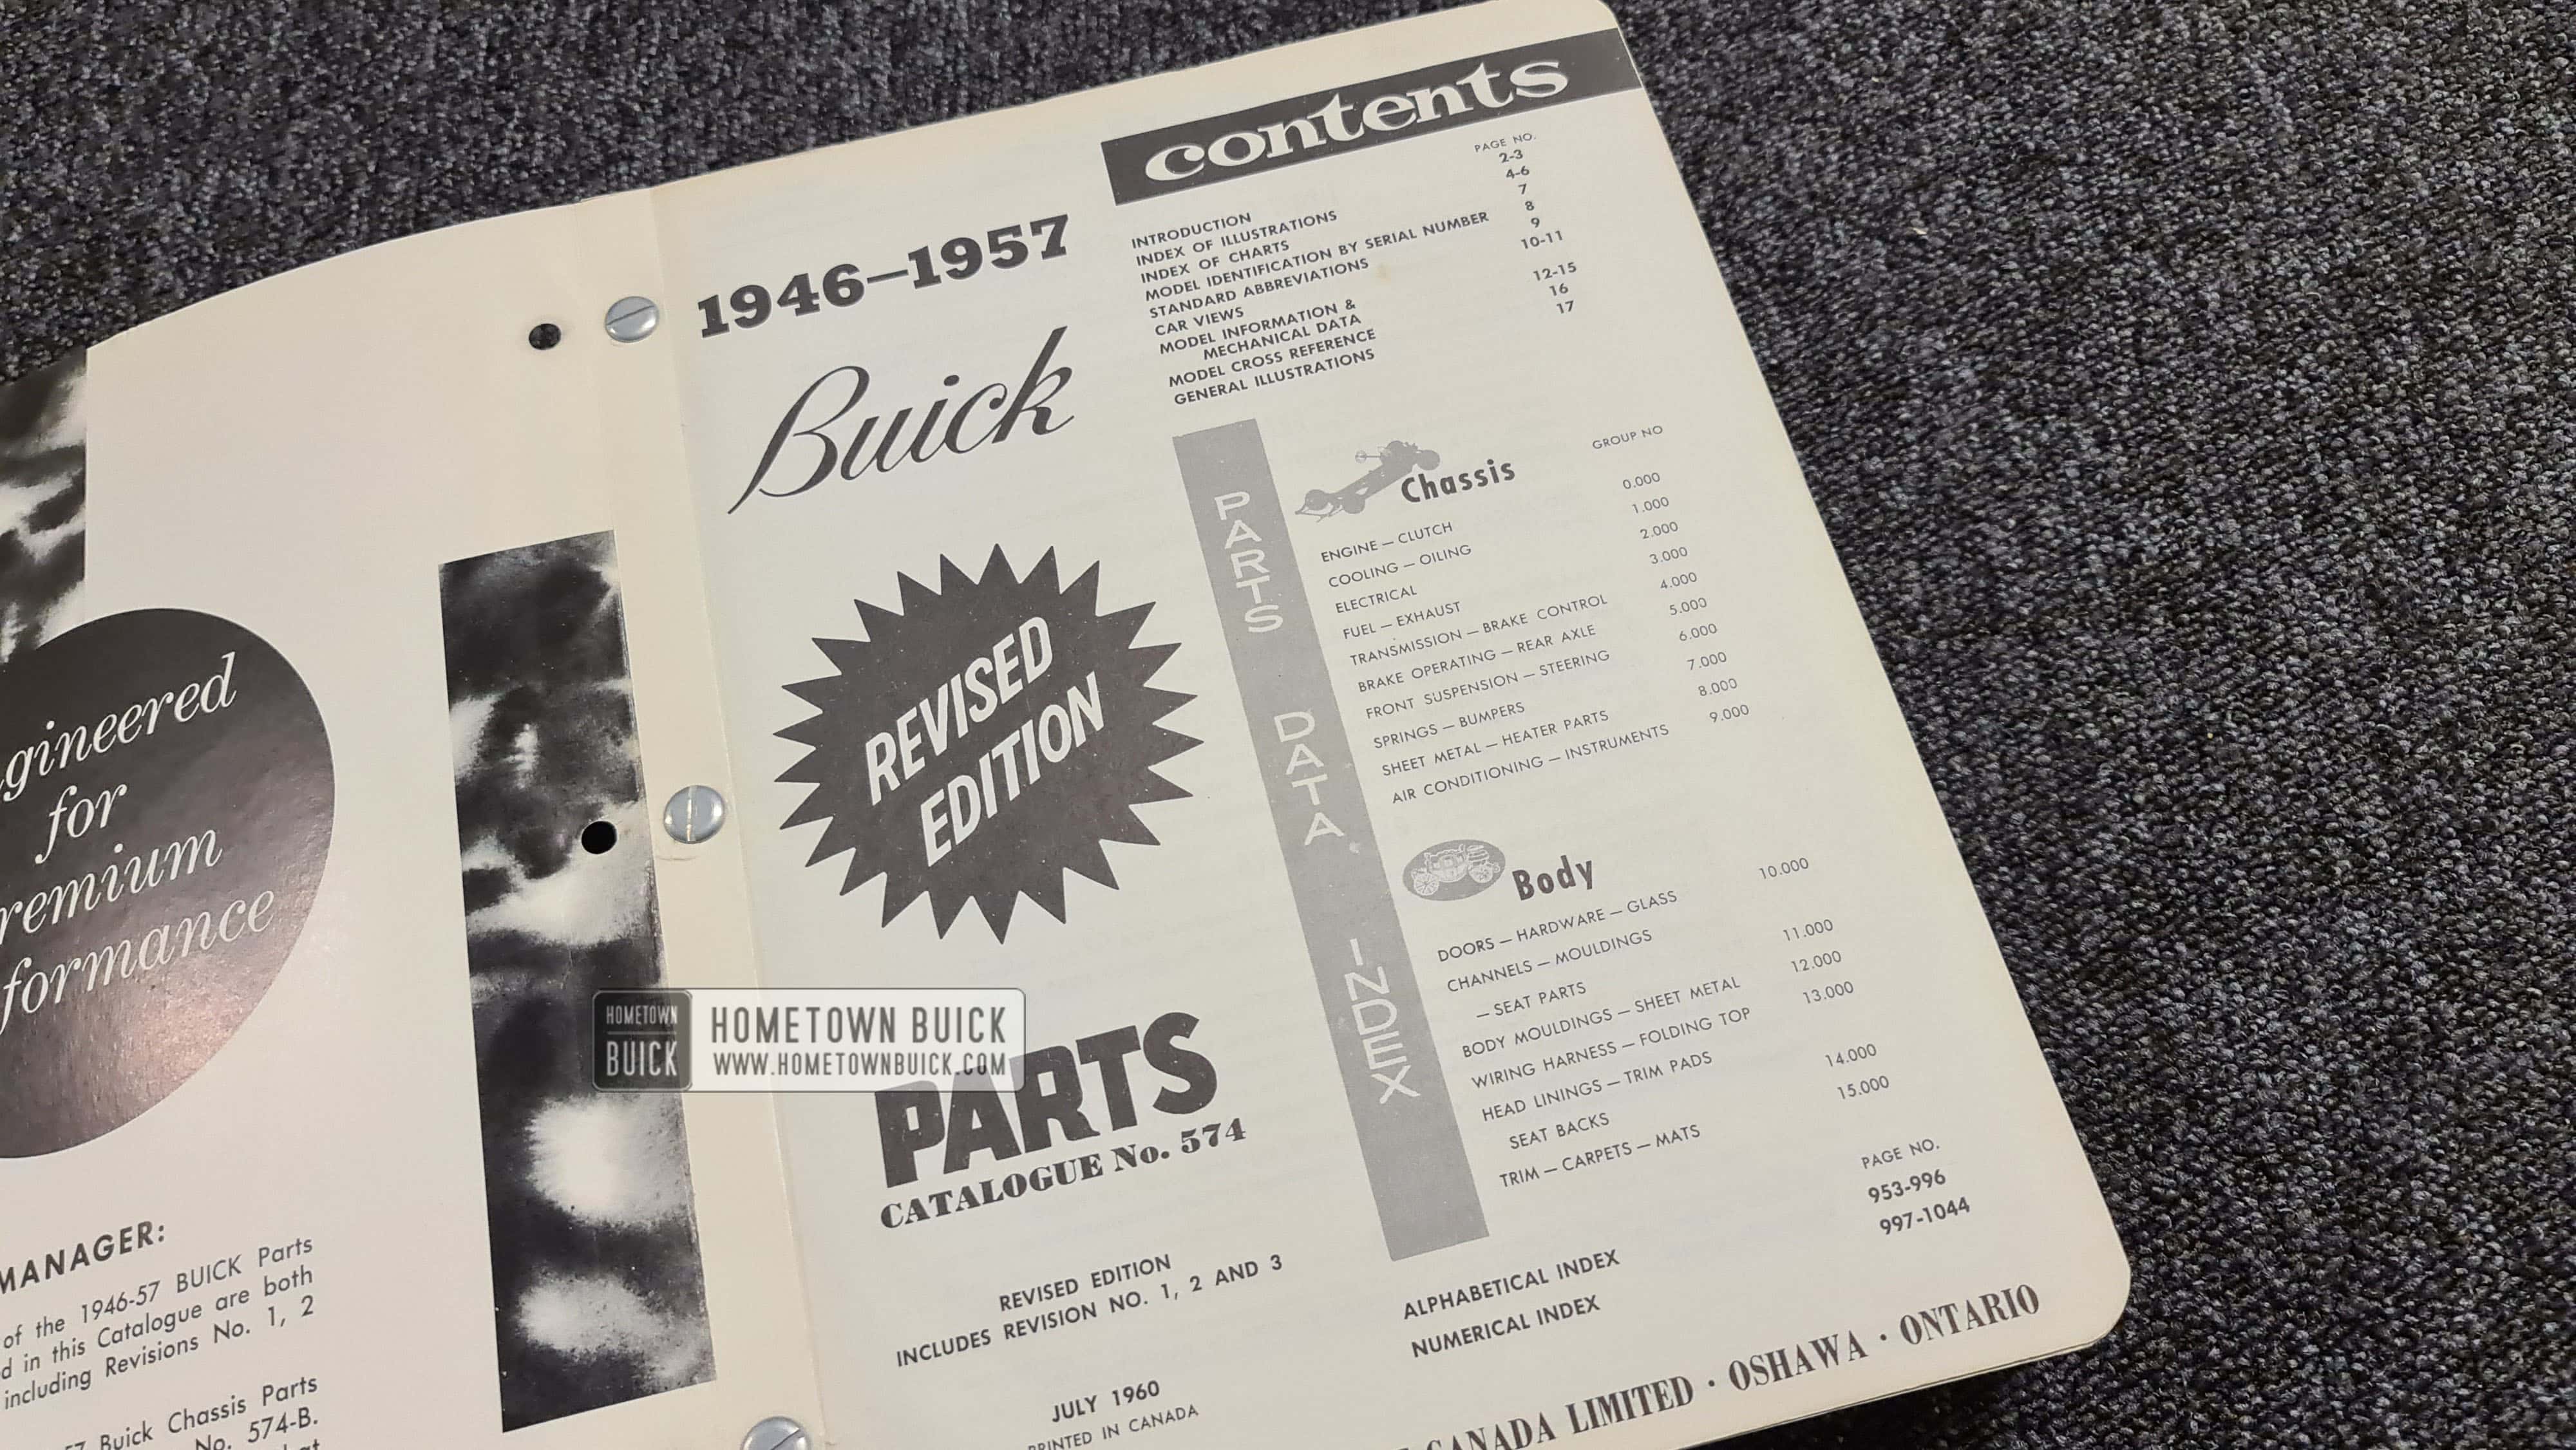 gineered
for
remium
formance
MANAGER:
of the 1946-57 BUICK Parts
d in this Catalogue are both
including Revisions No. 1, 2
Buick Chassis Parts
No. 574-B.
1946–1957
Buick
REVISED
EDITION
PARTS
CATALOGUE No. 574
REVISED EDITION
INCLUDES REVISION NO. 1, 2 AND 3
JULY 1960
PRINTED IN CANADA
contents
PAGE NO.
INTRODUCTION 2-3
INDEX OF ILLUSTRATIONS 4-6
INDEX OF CHARTS 7
MODEL IDENTIFICATION BY SERIAL NUMBER 8
STANDARD ABBREVIATIONS 9
CAR VIEWS 10-11
MODEL INFORMATION &
MECHANICAL DATA 12-15
MODEL CROSS REFERENCE 16
GENERAL ILLUSTRATIONS 17
PARTS DATA INDEX
Chassis
GROUP NO
ENGINE — CLUTCH 0.000
COOLING — OILING 1.000
ELECTRICAL 2.000
FUEL — EXHAUST 3.000
TRANSMISSION — BRAKE CONTROL 4.000
BRAKE OPERATING — REAR AXLE 5.000
FRONT SUSPENSION — STEERING 6.000
SPRINGS — BUMPERS 7.000
SHEET METAL — HEATER PARTS 8.000
AIR CONDITIONING — INSTRUMENTS 9.000
Body
DOORS — HARDWARE — GLASS 10.000
CHANNELS — MOULDINGS
— SEAT PARTS 11.000
BODY MOULDINGS — SHEET METAL 12.000
WIRING HARNESS — FOLDING TOP 13.000
HEAD LININGS — TRIM PADS
SEAT BACKS 14.000
TRIM — CARPETS — MATS 15.000
PAGE NO.
ALPHABETICAL INDEX 953-996
NUMERICAL INDEX 997-1044
CANADA LIMITED · OSHAWA · ONTARIO
HOMETOWN
BUICK
HOMETOWN BUICK
WWW.HOMETOWNBUICK.COM